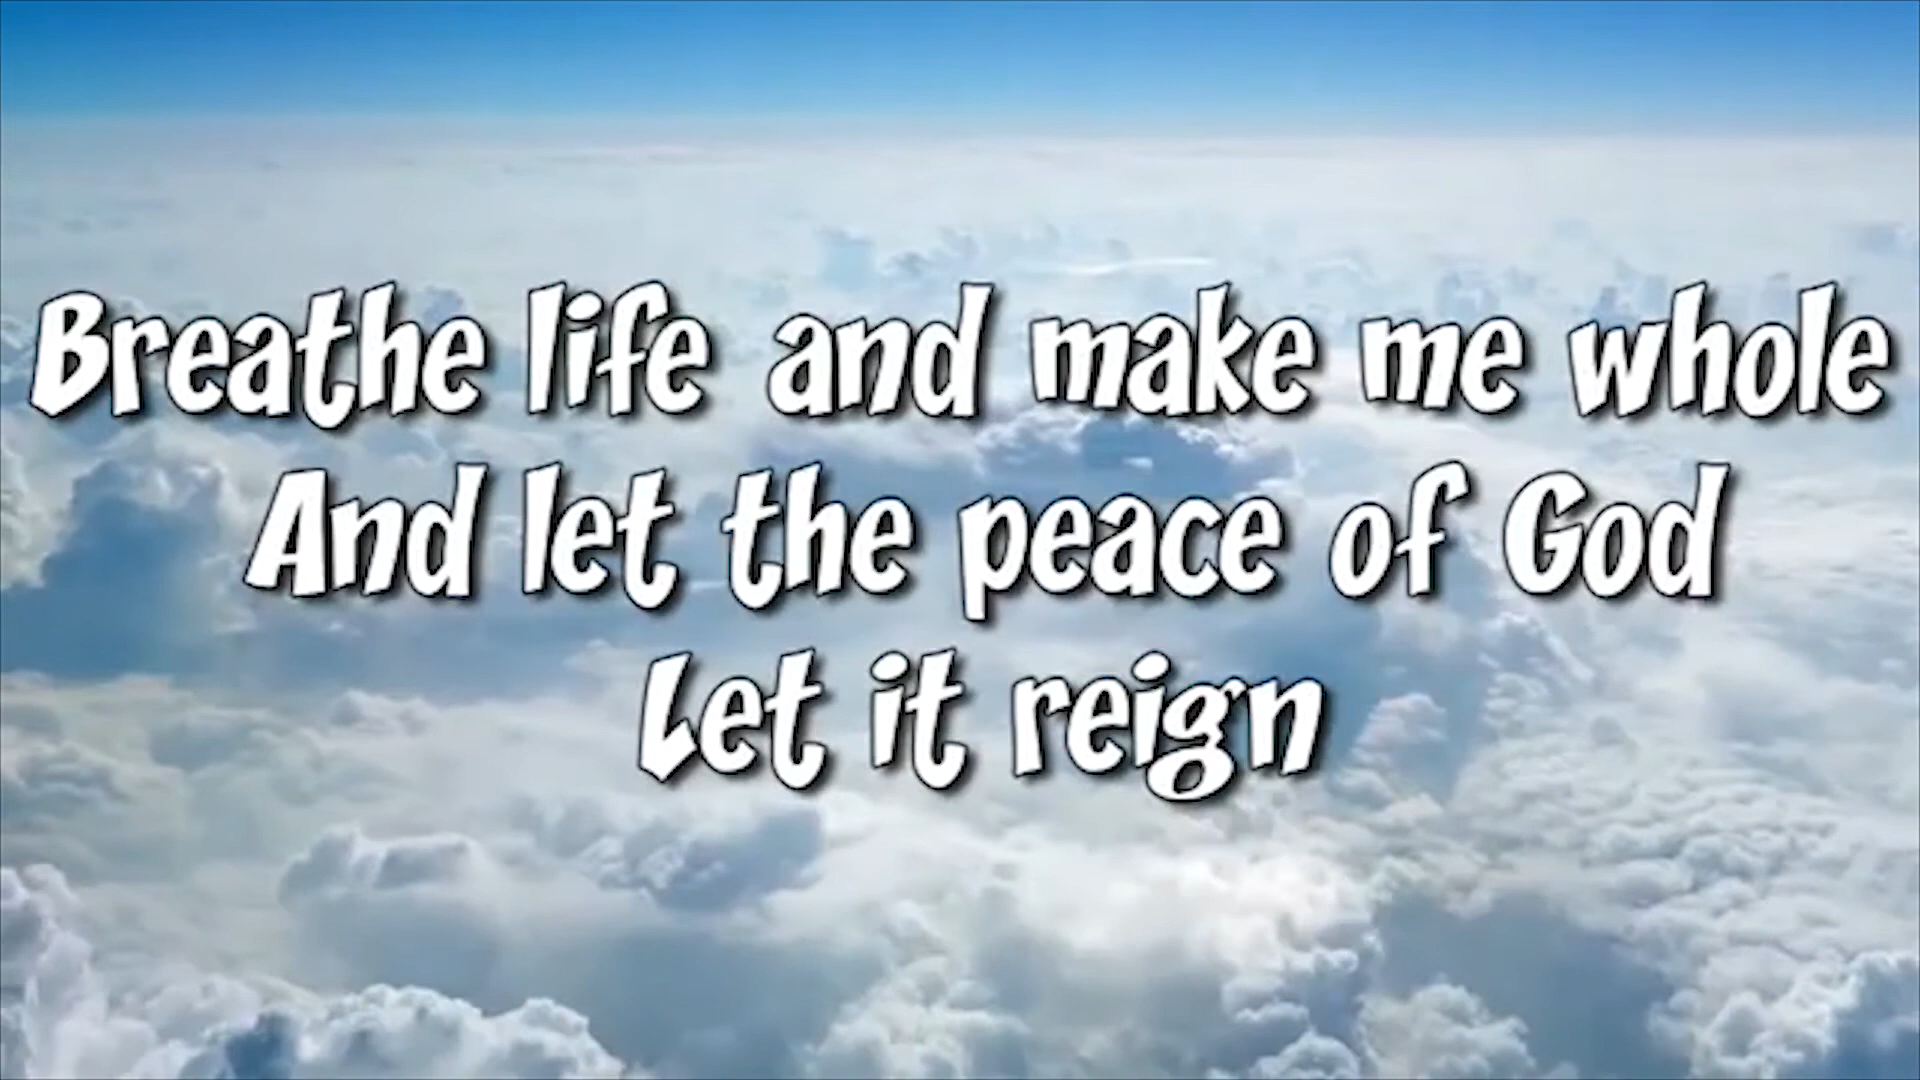 Breathe life and make me whole
And let the peace of God
Let it reign